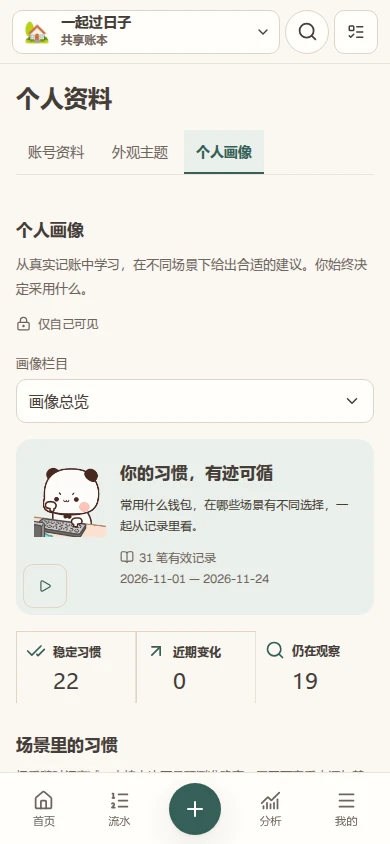 一起过日子
共享账本
个人资料
账号资料
外观主题
个人画像
个人画像
从真实记账中学习，在不同场景下给出合适的建议。你始终决
定采用什么。
仅自己可见
画像栏目
画像总览
你的习惯，有迹可循
常用什么钱包，在哪些场景有不同选择，一
起从记录里看。
31 笔有效记录
2026-11-01 — 2026-11-24
稳定习惯
22
近期变化
0
仍在观察
19
场景里的习惯
首页
流水
分析
我的